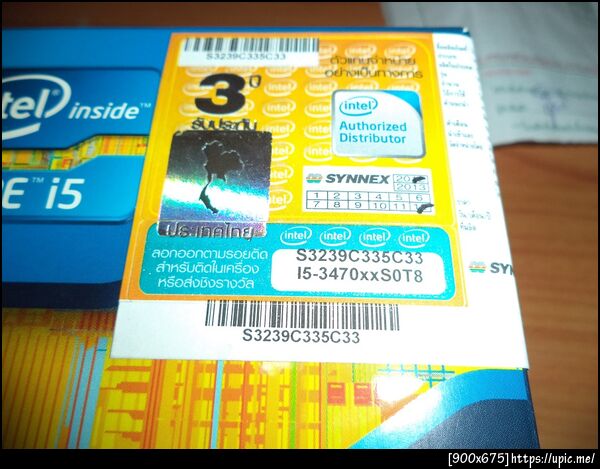 S3239C335C33
ตัวแทนจำหน่าย
อย่างเป็นทางการ
3 ปี
รับประกัน
ประเทศไทย
intel inside™
™ i5
intel
Authorized
Distributor
SYNNEX
2013
1 2 3 4 5 6
7 8 9 10 11
intel intel intel intel
ลอกออกตามรอยตัด
สำหรับติดในเครื่อง
หรือส่งชิงรางวัล
S3239C335C33
I5-3470xxS0T8
SYNNEX
S3239C335C33
[900x675]https://upic.me/